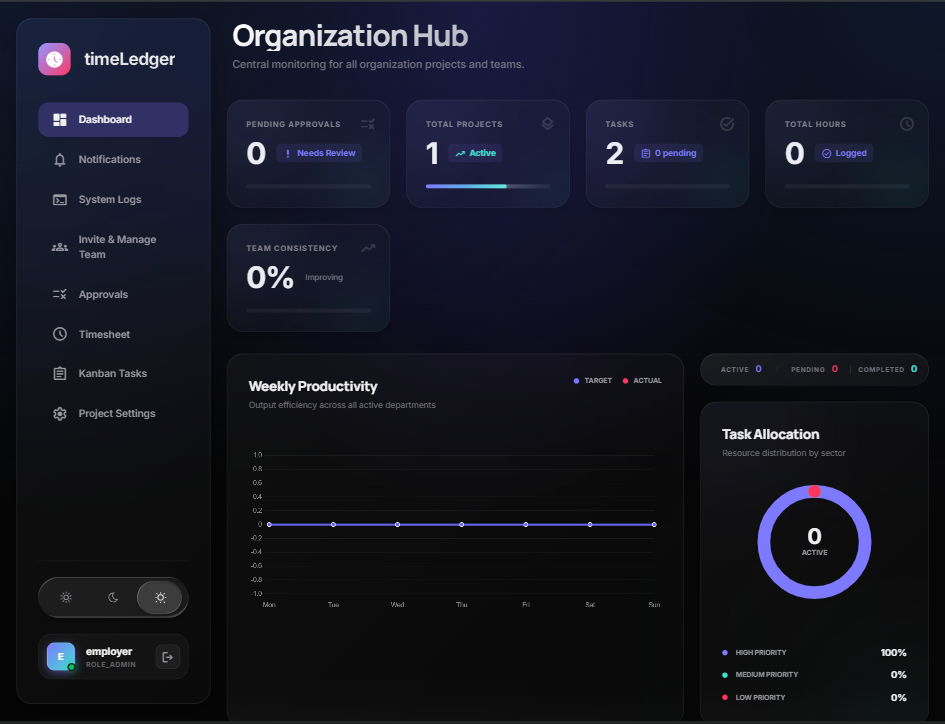 timeLedger
Dashboard
Notifications
System Logs
Invite & Manage
Team
Approvals
Timesheet
Kanban Tasks
Project Settings
E
employer
ROLE_ADMIN
Organization Hub
Central monitoring for all organization projects and teams.
PENDING APPROVALS
0 Needs Review
TOTAL PROJECTS
1 Active
TASKS
2 0 pending
TOTAL HOURS
0 Logged
TEAM CONSISTENCY
0% Improving
Weekly Productivity
Output efficiency across all active departments
TARGET ACTUAL
1.0
0.8
0.6
0.4
0.2
0
-0.2
-0.4
-0.6
-0.8
-1.0
Mon Tue Wed Thu Fri Sat Sun
ACTIVE 0 PENDING 0 COMPLETED 0
Task Allocation
Resource distribution by sector
0
ACTIVE
HIGH PRIORITY 100%
MEDIUM PRIORITY 0%
LOW PRIORITY 0%